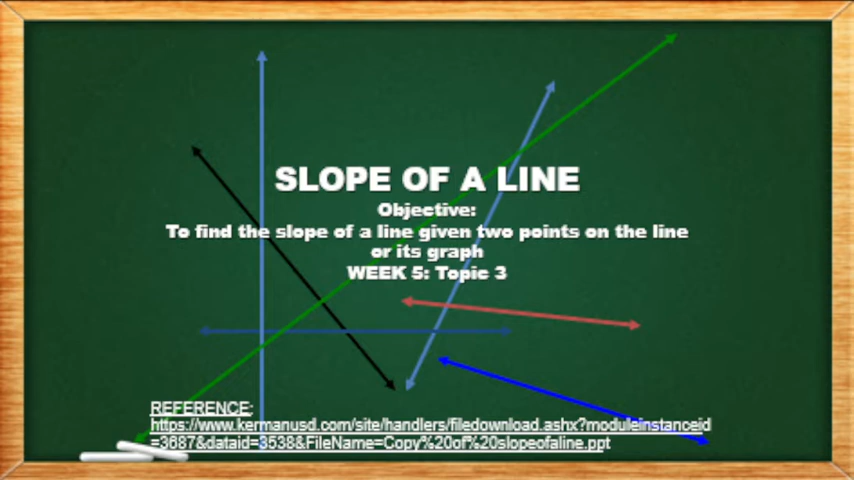 SLOPE OF A LINE
Objective:
To find the slope of a line given two points on the line
or its graph
WEEK 5: Topic 3
REFERENCE:
https://www.kermanusd.com/site/handlers/filedownload.ashx?moduleinstanceid
=3687&dataid=3538&FileName=Copy%20of%20slopeofaline.ppt